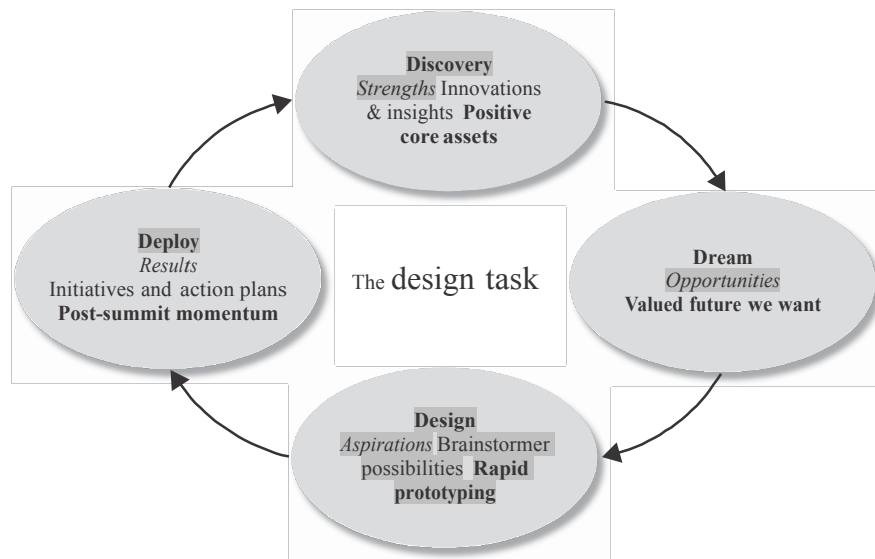 Discovery
Strengths Innovations
& insights Positive
core assets
Deploy
Results
Initiatives and action plans
Post-summit momentum
The design task
Dream
Opportunities
Valued future we want
Design
Aspirations Brainstormer
possibilities Rapid
prototyping